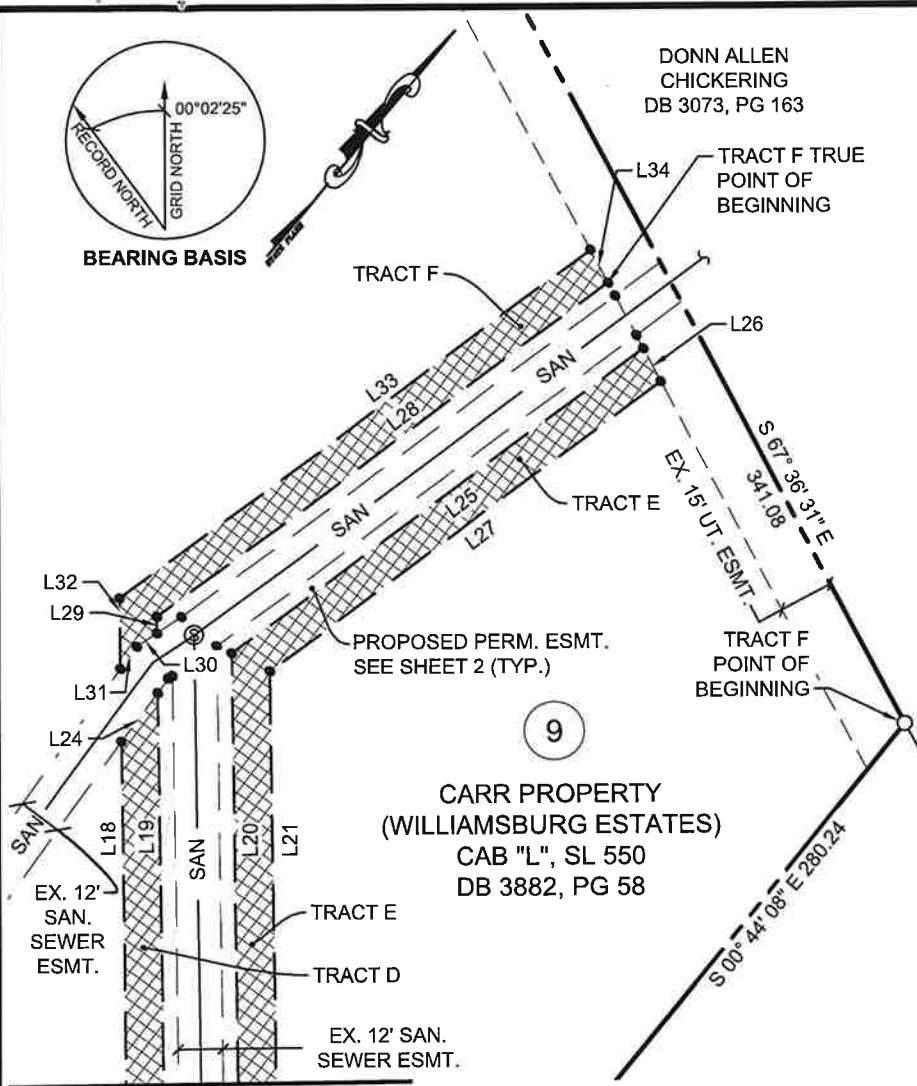 DONN ALLEN
CHICKERING
DB 3073, PG 163
00°02'25"
RECORD NORTH
GRID NORTH
BEARING BASIS
L34
TRACT F TRUE
POINT OF
BEGINNING
TRACT F
L26
SAN
L33
L28
S 67° 36' 31" E
341.08
SAN
L25
L27
TRACT E
EX. 15' UT. ESMT.
L32
L29
L30
L31
PROPOSED PERM. ESMT.
SEE SHEET 2 (TYP.)
TRACT F
POINT OF
BEGINNING
L24
9
CARR PROPERTY
(WILLIAMSBURG ESTATES)
CAB "L", SL 550
DB 3882, PG 58
SAN
L18
L19
SAN
L20
L21
EX. 12'
SAN.
SEWER
ESMT.
TRACT E
TRACT D
S 00° 44' 08" E 280.24
EX. 12' SAN.
SEWER ESMT.